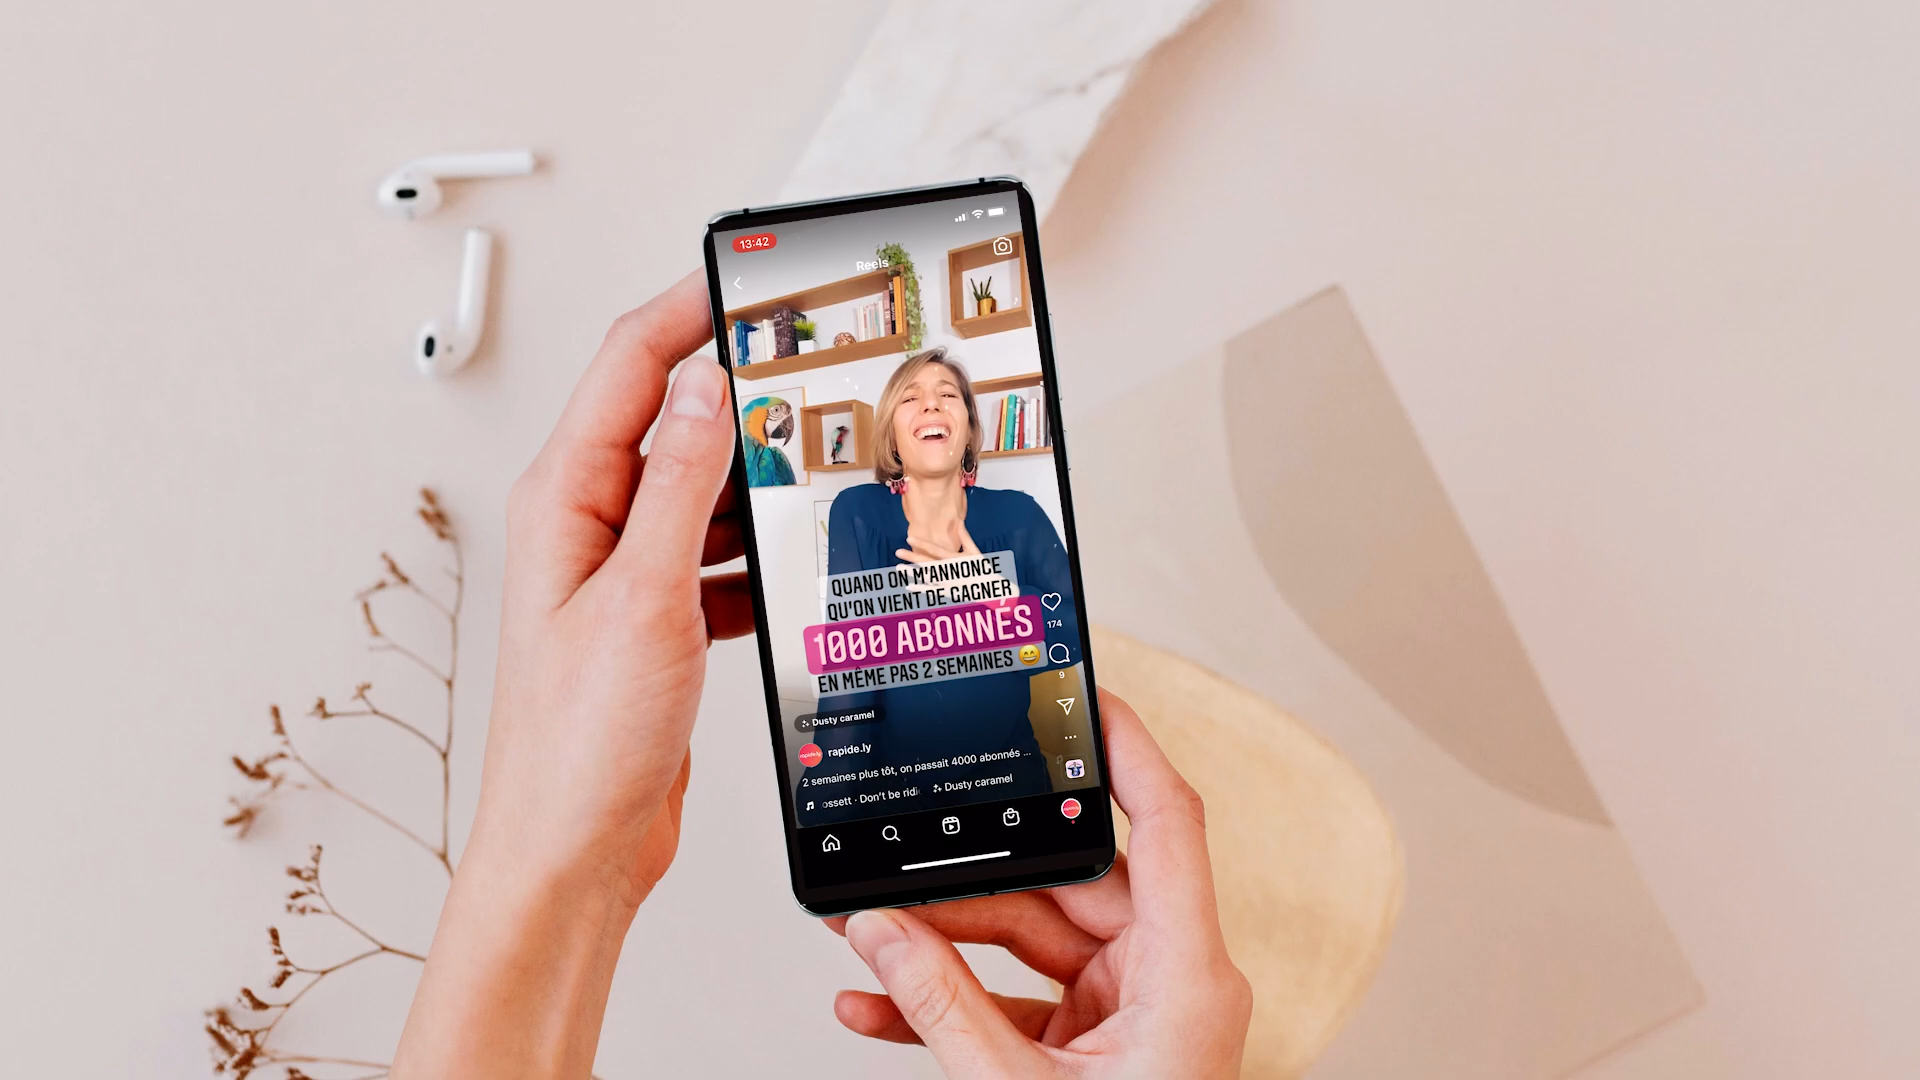 13:42
Reels
QUAND ON M'ANNONCE
QU'ON VIENT DE GAGNER
1000 ABONNÉS
EN MÊME PAS 2 SEMAINES 😄
174
9
Dusty caramel
rapide.ly
2 semaines plus tôt, on passait 4000 abonnés ...
ossett · Don't be ridi
Dusty caramel